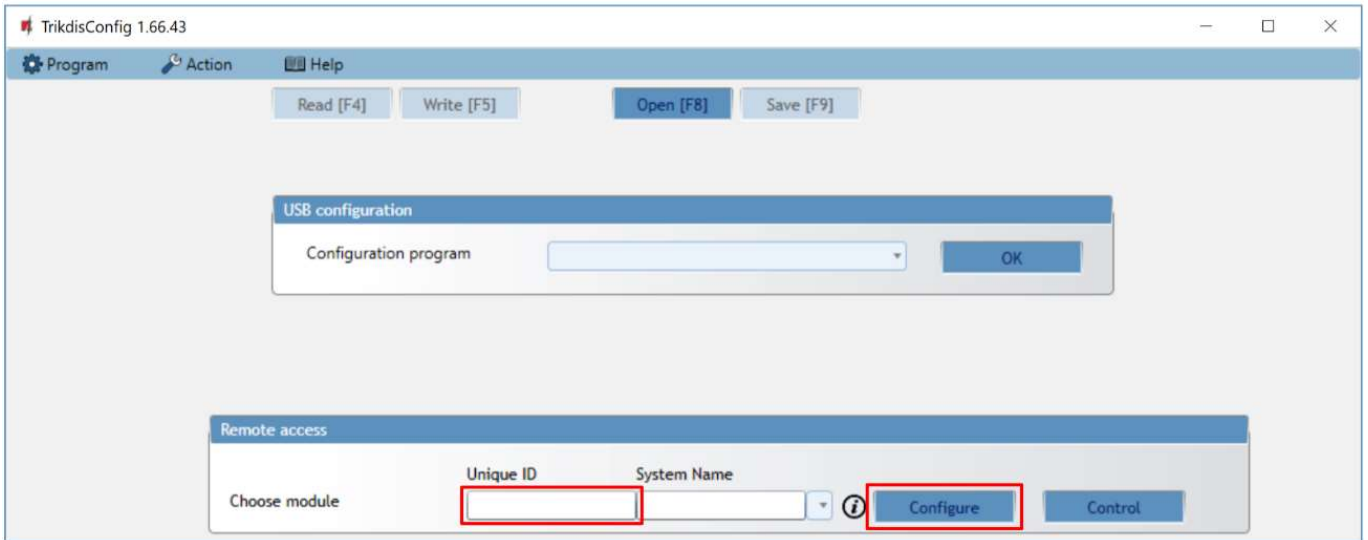 TrikdisConfig 1.66.43
Program Action Help
Read [F4] Write [F5] Open [F8] Save [F9]
USB configuration
Configuration program OK
Remote access
Unique ID System Name
Choose module i Configure Control